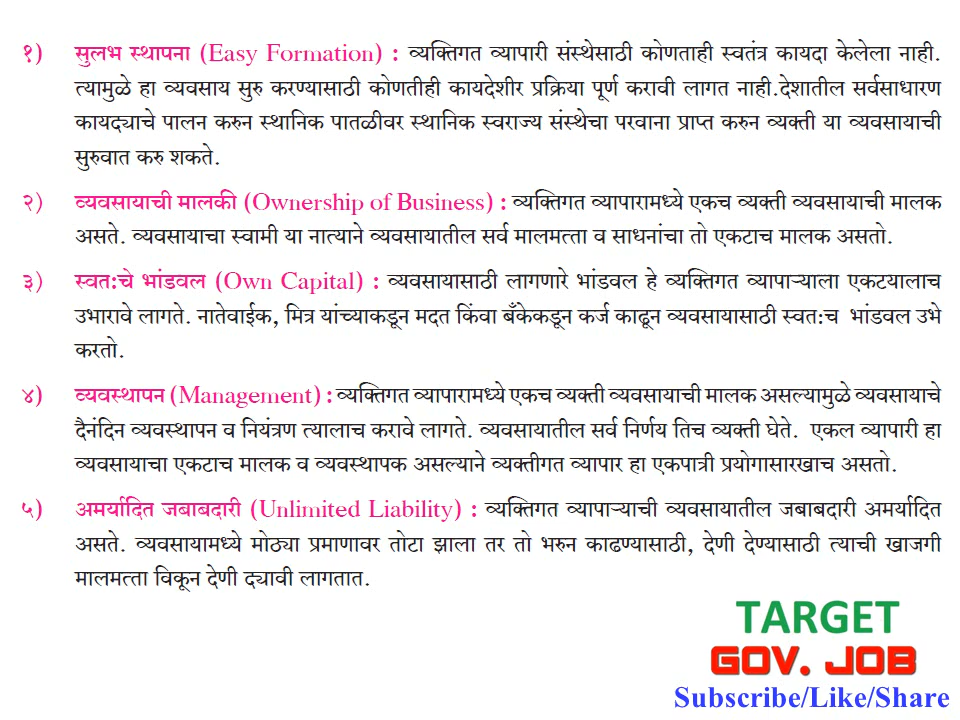 १) सुलभ स्थापना (Easy Formation) : व्यक्तिगत व्यापारी संस्थेसाठी कोणताही स्वतंत्र कायदा केलेला नाही.
त्यामुळे हा व्यवसाय सुरु करण्यासाठी कोणतीही कायदेशीर प्रक्रिया पूर्ण करावी लागत नाही.देशातील सर्वसाधारण
कायद्याचे पालन करुन स्थानिक पातळीवर स्थानिक स्वराज्य संस्थेचा परवाना प्राप्त करुन व्यक्ती या व्यवसायाची
सुरुवात करु शकते.
२) व्यवसायाची मालकी (Ownership of Business) : व्यक्तिगत व्यापारामध्ये एकच व्यक्ती व्यवसायाची मालक
असते. व्यवसायाचा स्वामी या नात्याने व्यवसायातील सर्व मालमत्ता व साधनांचा तो एकटाच मालक असतो.
३) स्वत:चे भांडवल (Own Capital) : व्यवसायासाठी लागणारे भांडवल हे व्यक्तिगत व्यापाऱ्याला एकटयालाच
उभारावे लागते. नातेवाईक, मित्र यांच्याकडून मदत किंवा बँकेकडून कर्ज काढून व्यवसायासाठी स्वत:च भांडवल उभे
करतो.
४) व्यवस्थापन (Management) : व्यक्तिगत व्यापारामध्ये एकच व्यक्ती व्यवसायाची मालक असल्यामुळे व्यवसायाचे
दैनंदिन व्यवस्थापन व नियंत्रण त्यालाच करावे लागते. व्यवसायातील सर्व निर्णय तिच व्यक्ती घेते. एकल व्यापारी हा
व्यवसायाचा एकटाच मालक व व्यवस्थापक असल्याने व्यक्तीगत व्यापार हा एकपात्री प्रयोगासारखाच असतो.
५) अमर्यादित जबाबदारी (Unlimited Liability) : व्यक्तिगत व्यापाऱ्याची व्यवसायातील जबाबदारी अमर्यादित
असते. व्यवसायामध्ये मोठ्या प्रमाणावर तोटा झाला तर तो भरुन काढण्यासाठी, देणी देण्यासाठी त्याची खाजगी
मालमत्ता विकून देणी द्यावी लागतात.
TARGET
GOV. JOB
Subscribe/Like/Share